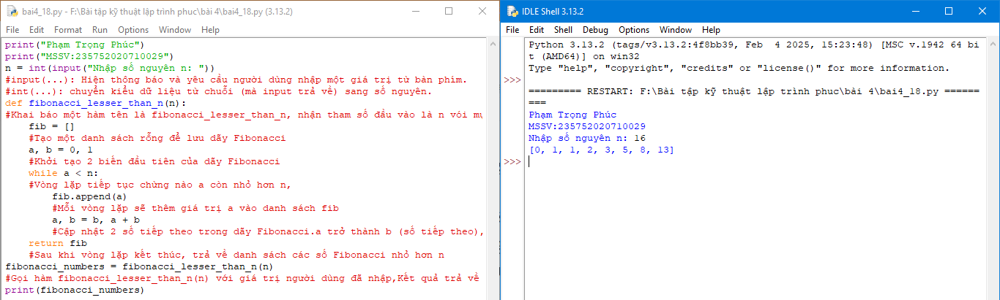 bai4_18.py - F:\Bài tập kỹ thuật lập trình phuc\bài 4\bai4_18.py (3.13.2)
File Edit Format Run Options Window Help
print("Phạm Trọng Phúc")
print("MSSV:235752020710029")
n = int(input("Nhập số nguyên n: "))
#input(...): Hiện thông báo và yêu cầu người dùng nhập một giá trị từ bàn phím.
#int(...): chuyển kiểu dữ liệu từ chuỗi (mà input trả về) sang số nguyên.
def fibonacci_lesser_than_n(n):
#Khai báo một hàm tên là fibonacci_lesser_than_n, nhận tham số đầu vào là n với
    fib = []
    #Tạo một danh sách rỗng để lưu dãy Fibonacci
    a, b = 0, 1
    #Khởi tạo 2 biến đầu tiên của dãy Fibonacci
    while a < n:
    #Vòng lặp tiếp tục chừng nào a còn nhỏ hơn n,
        fib.append(a)
        #Mỗi vòng lặp sẽ thêm giá trị a vào danh sách fib
        a, b = b, a + b
        #Cập nhật 2 số tiếp theo trong dãy Fibonacci.a trở thành b (số tiếp theo),
    return fib
    #Sau khi vòng lặp kết thúc, trả về danh sách các số Fibonacci nhỏ hơn n
fibonacci_numbers = fibonacci_lesser_than_n(n)
#Gọi hàm fibonacci_lesser_than_n(n) với giá trị người dùng đã nhập,Kết quả trả về
print(fibonacci_numbers)
IDLE Shell 3.13.2
File Edit Shell Debug Options Window Help
Python 3.13.2 (tags/v3.13.2:4f8bb39, Feb  4 2025, 15:23:48) [MSC v.1942 64 bi
t (AMD64)] on win32
Type "help", "copyright", "credits" or "license()" for more information.
>>>
========= RESTART: F:\Bài tập kỹ thuật lập trình phuc\bài 4\bai4_18.py =======
===
Phạm Trọng Phúc
MSSV:235752020710029
Nhập số nguyên n: 16
[0, 1, 1, 2, 3, 5, 8, 13]
>>>